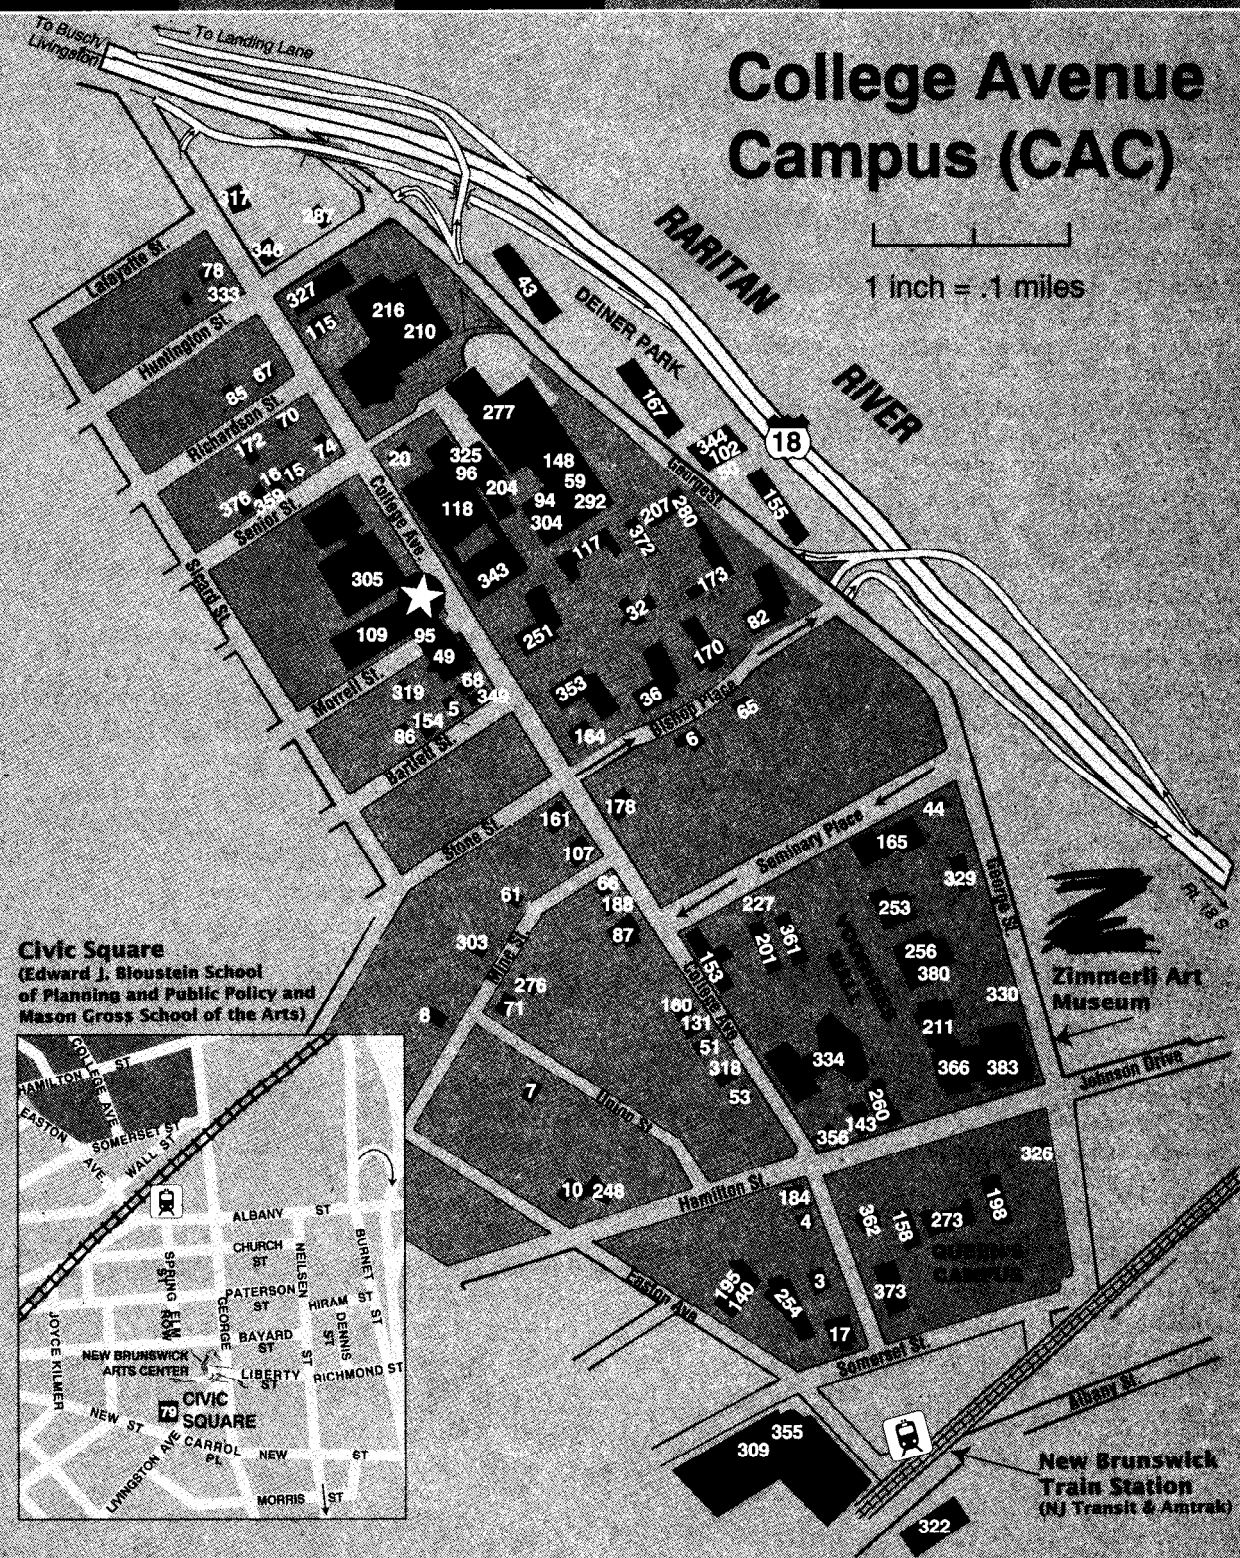 To Busch/
Livingston
To Landing Lane
College Avenue
Campus (CAC)
1 inch = .1 miles
RARITAN
RIVER
DEINER PARK
18
Rt. 18 S
317
287
346
Lafayette St.
78
333
327
115
216
210
43
Huntington St.
85
67
Richardson St.
172
70
74
16
15
376
359
Senior St.
Sicard St.
College Ave.
20
277
325
96
204
118
148
59
94
292
304
343
167
344
102
155
George St.
207
280
372
117
173
32
251
82
170
305
109
95
49
Morrell St.
319
68
5
154
86
Bartlett St.
353
36
164
Bishop Place
65
6
178
Stone St.
161
107
Seminary Place
44
165
329
George St.
61
66
188
87
303
Mine St.
276
71
8
227
201
361
153
College Ave.
253
256
380
VOORHEES
MALL
330
211
366
383
334
260
143
356
160
131
51
318
53
7
Union St.
10
248
Hamilton St.
Zimmerli Art
Museum
Johnson Drive
326
184
4
362
158
273
198
QUEEN'S
CAMPUS
373
195
140
254
3
17
Easton Ave
Somerset St.
Albany St.
355
309
322
New Brunswick
Train Station
(NJ Transit & Amtrak)
Civic Square
(Edward J. Bloustein School
of Planning and Public Policy and
Mason Gross School of the Arts)
COLLEGE AVE
HAMILTON ST
EASTON AVE
SOMERSET ST
WALL ST
ALBANY ST
CHURCH
ST
NEILSEN ST
BURNET ST
SPRING ST
ELM ROW
GEORGE
PATERSON
ST
HIRAM ST
DENNIS ST
BAYARD
ST
JOYCE KILMER
NEW BRUNSWICK
ARTS CENTER
LIBERTY
ST
RICHMOND ST
79
CIVIC
SQUARE
NEW ST
CARROL
PL
NEW ST
LIVINGSTON AVE
MORRIS ST